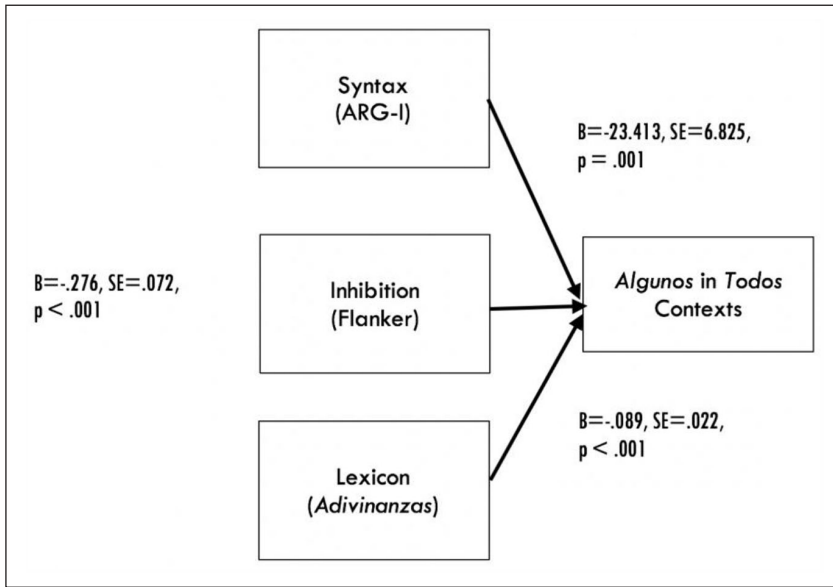 Syntax
(ARG-I)
B=-23.413, SE=6.825,
p = .001
B=-.276, SE=.072,
p < .001
Inhibition
(Flanker)
Algunos in Todos
Contexts
B=-.089, SE=.022,
p < .001
Lexicon
(Adivinanzas)